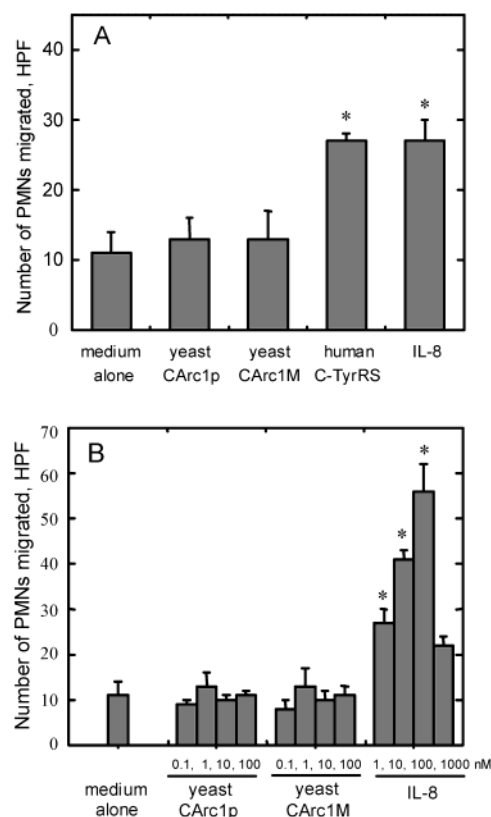 A
Number of PMNs migrated, HPF
40
30
20
10
0
* *
medium yeast yeast human IL-8
alone CArc1p CArc1M C-TyrRS
B
Number of PMNs migrated, HPF
70
60
50
40
30
20
10
0
*
*
*
0.1, 1, 10, 100 0.1, 1, 10, 100 1, 10, 100, 1000 nM
medium yeast yeast IL-8
alone CArc1p CArc1M